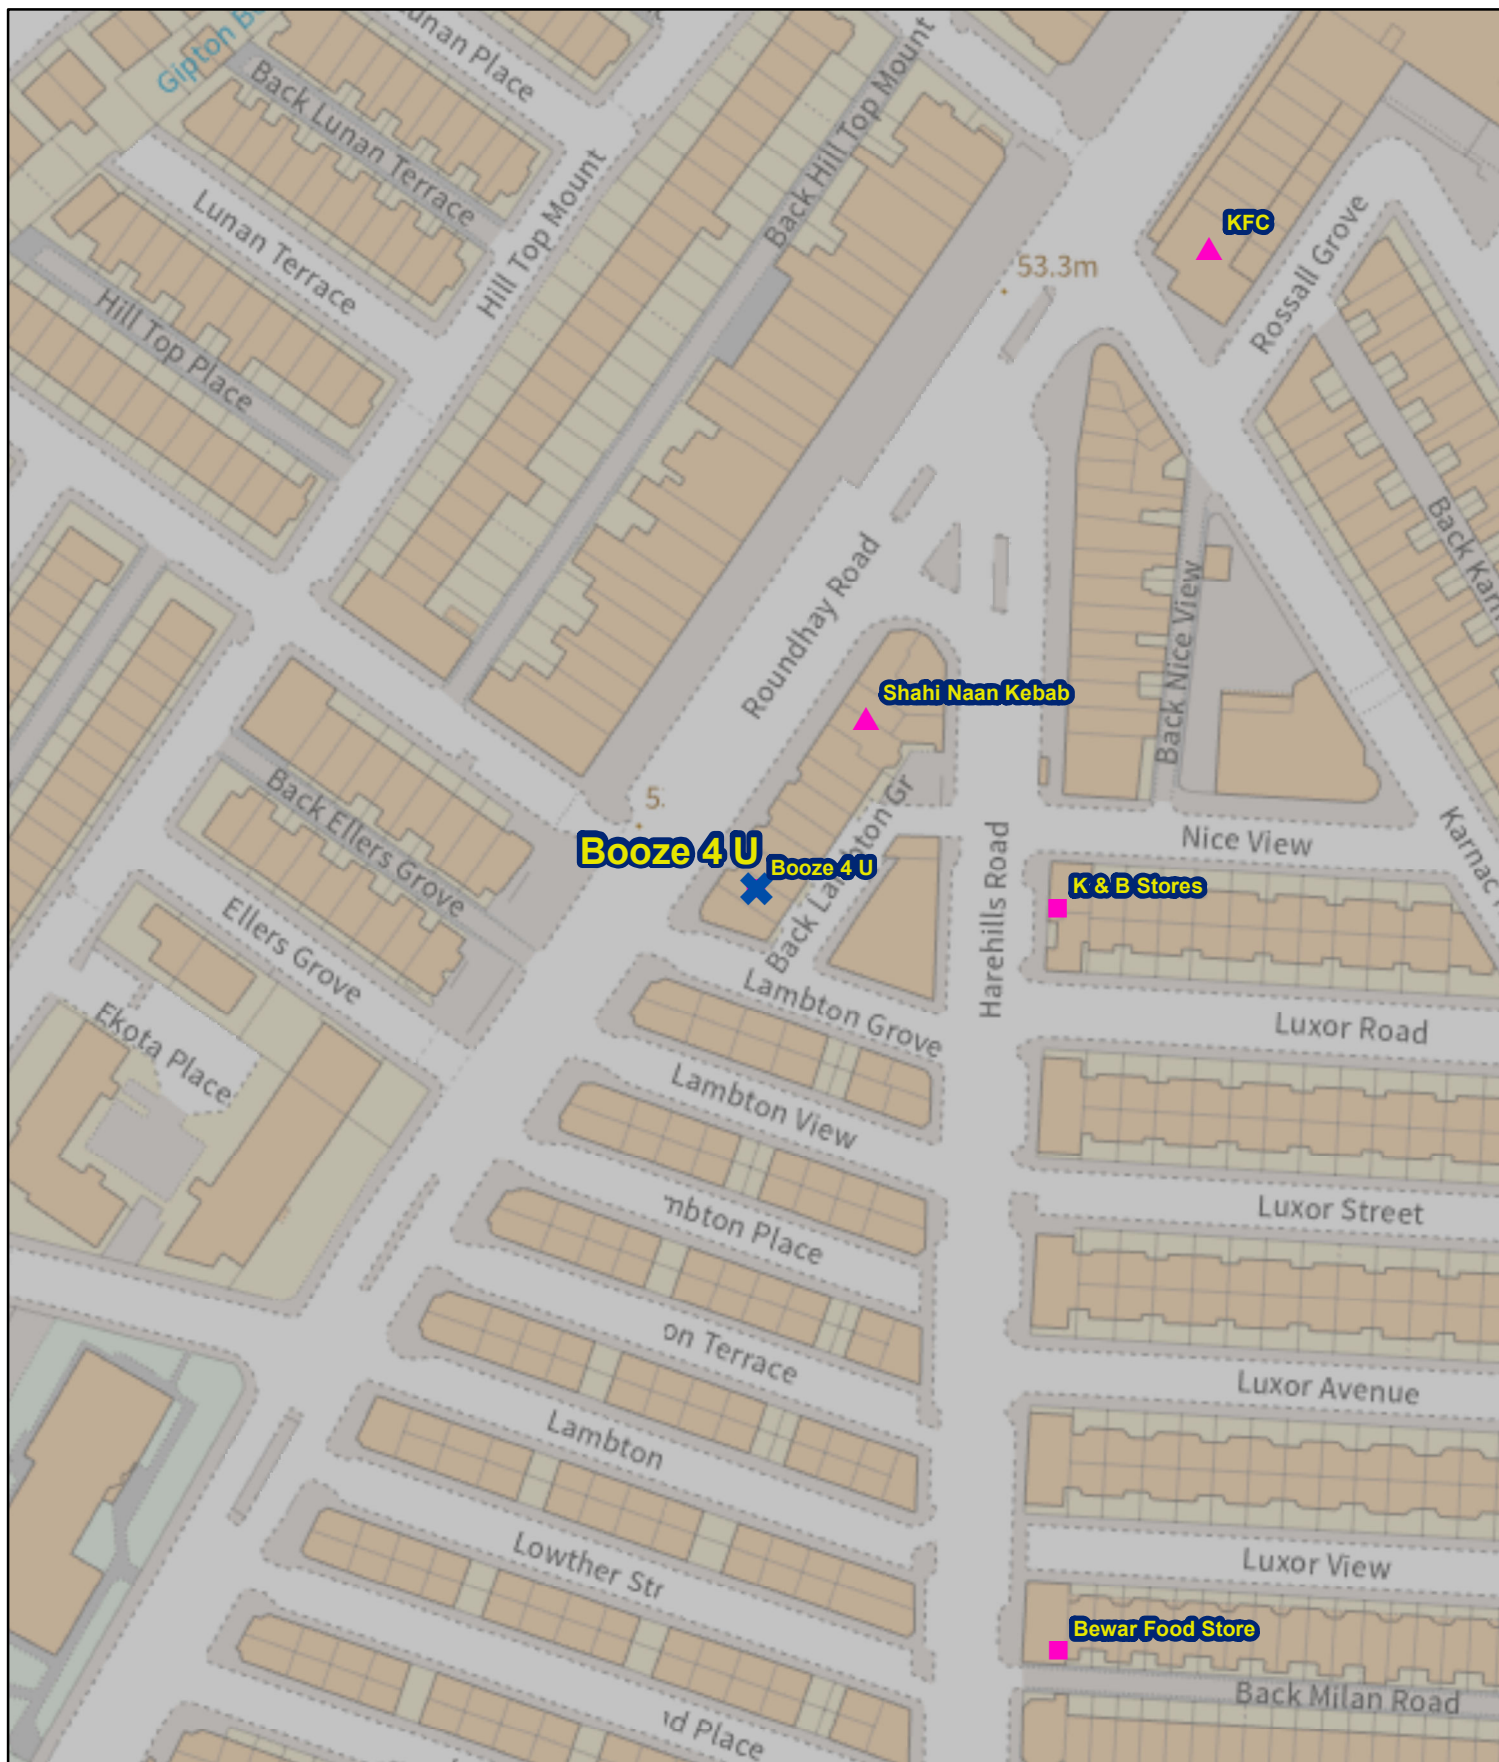 Gipton B
unan Place
Back Lunan Terrace
Back Hill Top Mount
Lunan Terrace
Hill Top Mount
KFC
53.3m
Rossall Grove
Hill Top Place
Back Karn
Roundhay Road
Back Nice View
Shahi Naan Kebab
5.
Back Ellers Grove
Booze 4 U
Booze 4 U
Back Lambton Gr
Nice View
Karnac
K & B Stores
Harehills Road
Ellers Grove
Lambton Grove
Luxor Road
Ekota Place
Lambton View
Luxor Street
mbton Place
on Terrace
Luxor Avenue
Lambton
Lowther Str
Luxor View
Bewar Food Store
Back Milan Road
nd Place